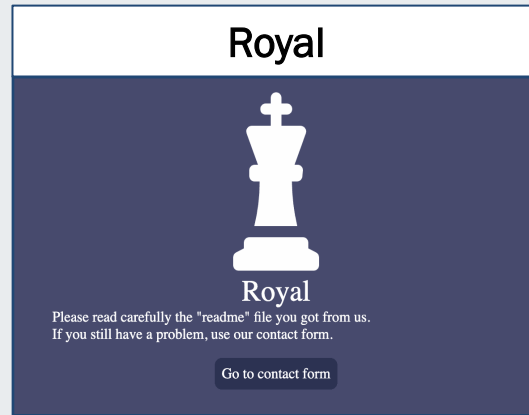 Royal
Royal
Please read carefully the "readme" file you got from us.
If you still have a problem, use our contact form.
Go to contact form